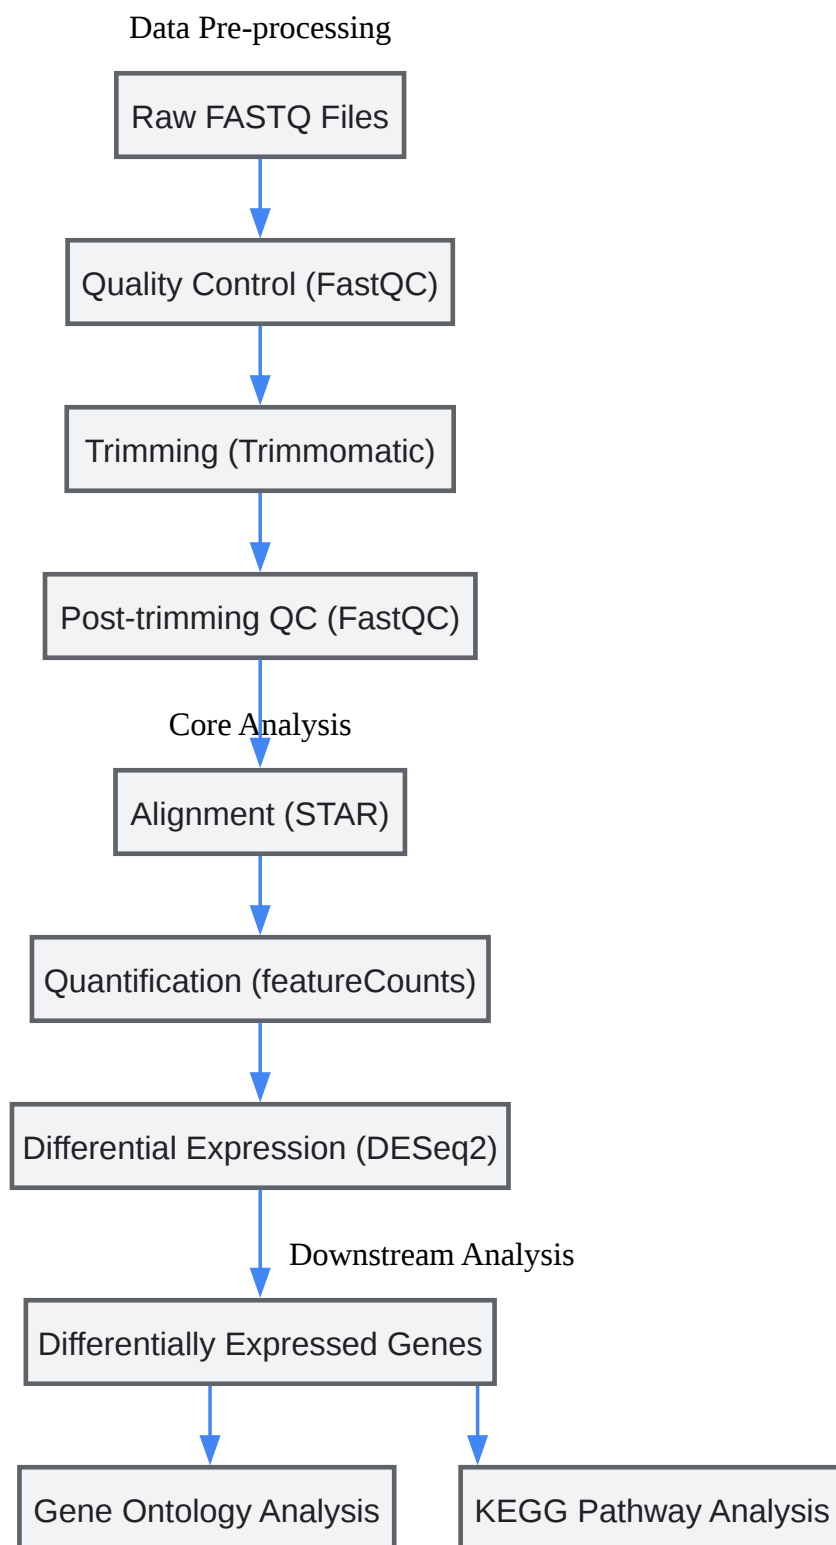 Data Pre-processing
Raw FASTQ Files
Quality Control (FastQC)
Trimming (Trimmomatic)
Post-trimming QC (FastQC)
Core Analysis
Alignment (STAR)
Quantification (featureCounts)
Differential Expression (DESeq2)
Downstream Analysis
Differentially Expressed Genes
Gene Ontology Analysis
KEGG Pathway Analysis